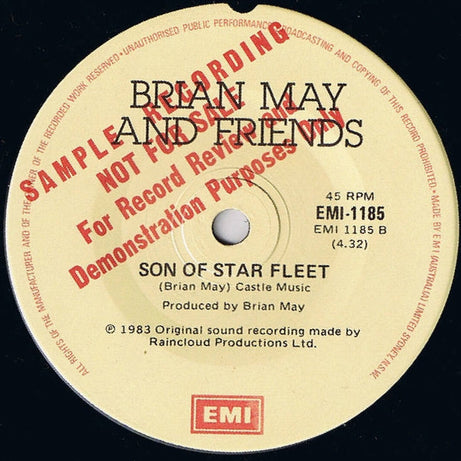 ALL RIGHTS OF THE MANUFACTURER AND OF THE OWNER OF THE RECORDED WORK RESERVED • UNAUTHORISED PUBLIC PERFORMANCE BROADCASTING AND COPYING OF THIS RECORD PROHIBITED • MADE BY E M I (AUSTRALIA) LIMITED SYDNEY, N.S.W.
BRIAN MAY
AND FRIENDS
SAMPLE RECORDING
NOT FOR SALE
For Record Review and
Demonstration Purposes Only
45 RPM
EMI-1185
EMI 1185 B
(4.32)
SON OF STAR FLEET
(Brian May) Castle Music
Produced by Brian May
℗ 1983 Original sound recording made by
Raincloud Productions Ltd.
EMI